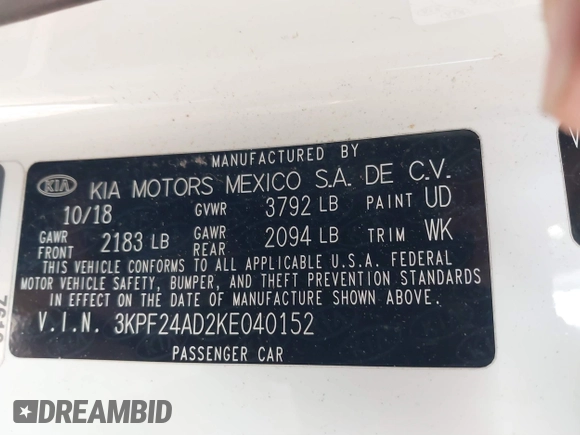 MANUFACTURED BY
KIA KIA MOTORS MEXICO S.A. DE C.V.
10/18 GVWR 3792 LB PAINT UD
GAWR FRONT 2183 LB GAWR REAR 2094 LB TRIM WK
THIS VEHICLE CONFORMS TO ALL APPLICABLE U.S.A. FEDERAL
MOTOR VEHICLE SAFETY, BUMPER, AND THEFT PREVENTION STANDARDS
IN EFFECT ON THE DATE OF MANUFACTURE SHOWN ABOVE.
V.I.N. 3KPF24AD2KE040152
PASSENGER CAR
DREAMBID